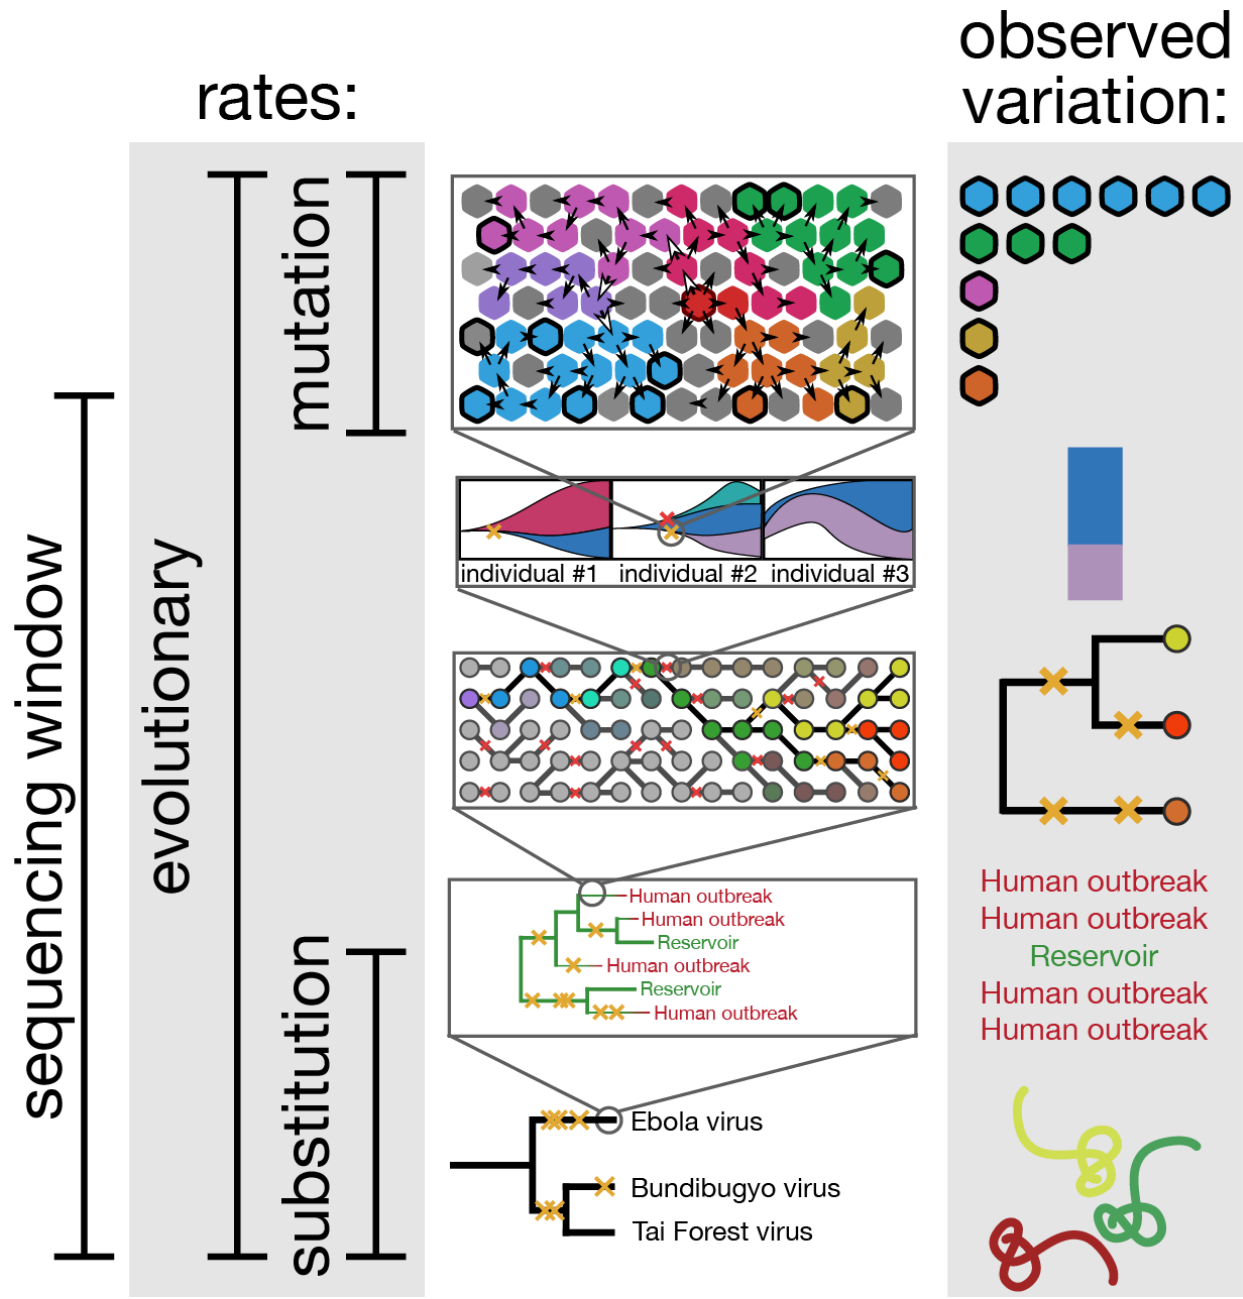 observed
variation:
rates:
mutation
evolutionary
sequencing window
substitution
individual #1
individual #2
individual #3
Human outbreak
Human outbreak
Reservoir
Human outbreak
Reservoir
Human outbreak
Human outbreak
Human outbreak
Reservoir
Human outbreak
Human outbreak
Ebola virus
Bundibugyo virus
Tai Forest virus